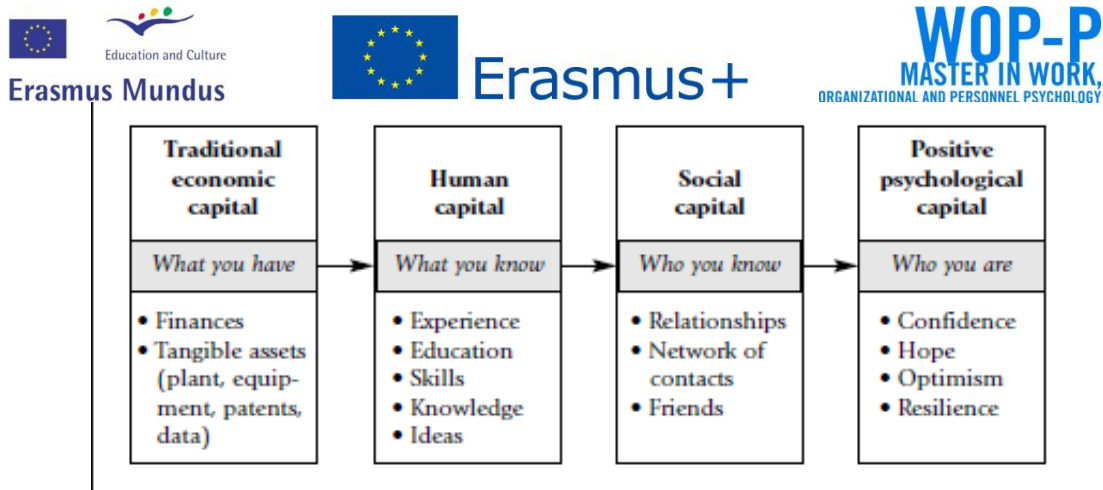 Education and Culture
Erasmus Mundus
Erasmus+
WOP-P
MASTER IN WORK,
ORGANIZATIONAL AND PERSONNEL PSYCHOLOGY
Traditional
economic
capital
What you have
• Finances
• Tangible assets
(plant, equip-
ment, patents,
data)
Human
capital
What you know
• Experience
• Education
• Skills
• Knowledge
• Ideas
Social
capital
Who you know
• Relationships
• Network of
contacts
• Friends
Positive
psychological
capital
Who you are
• Confidence
• Hope
• Optimism
• Resilience